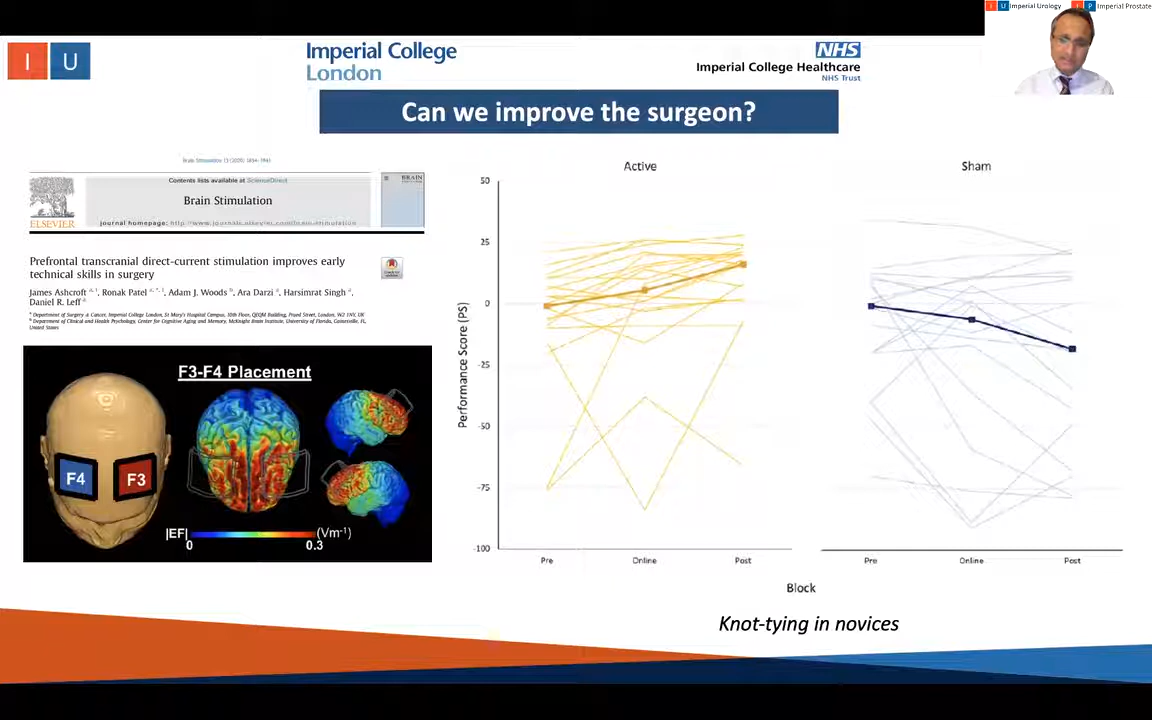 I U Imperial Urology
I P Imperial Prostate
I U
Imperial College
London
NHS
Imperial College Healthcare
NHS Trust
Can we improve the surgeon?
Contents lists available at ScienceDirect
Brain Stimulation
journal homepage: http://www.journals.elsevier.com/brain-stimulation
ELSEVIER
BRAIN
Prefrontal transcranial direct-current stimulation improves early
technical skills in surgery
James Ashcroft, Ronak Patel, Adam J. Woods, Ara Darzi, Harsimrat Singh,
Daniel R. Leff
Department of Surgery & Cancer, Imperial College London, St Mary's Hospital Campus, 10th Floor, QEQM Building, Praed Street, London, W2 1NY, UK
Department of Clinical and Health Psychology, Center for Cognitive Aging and Memory, McKnight Brain Institute, University of Florida, Gainesville, FL,
United States
F3-F4 Placement
F4
F3
|EF|
(Vm-1)
0
0.3
Active
Sham
Performance Score (PS)
50
25
0
-25
-50
-75
-100
Pre
Online
Post
Pre
Online
Post
Block
Knot-tying in novices